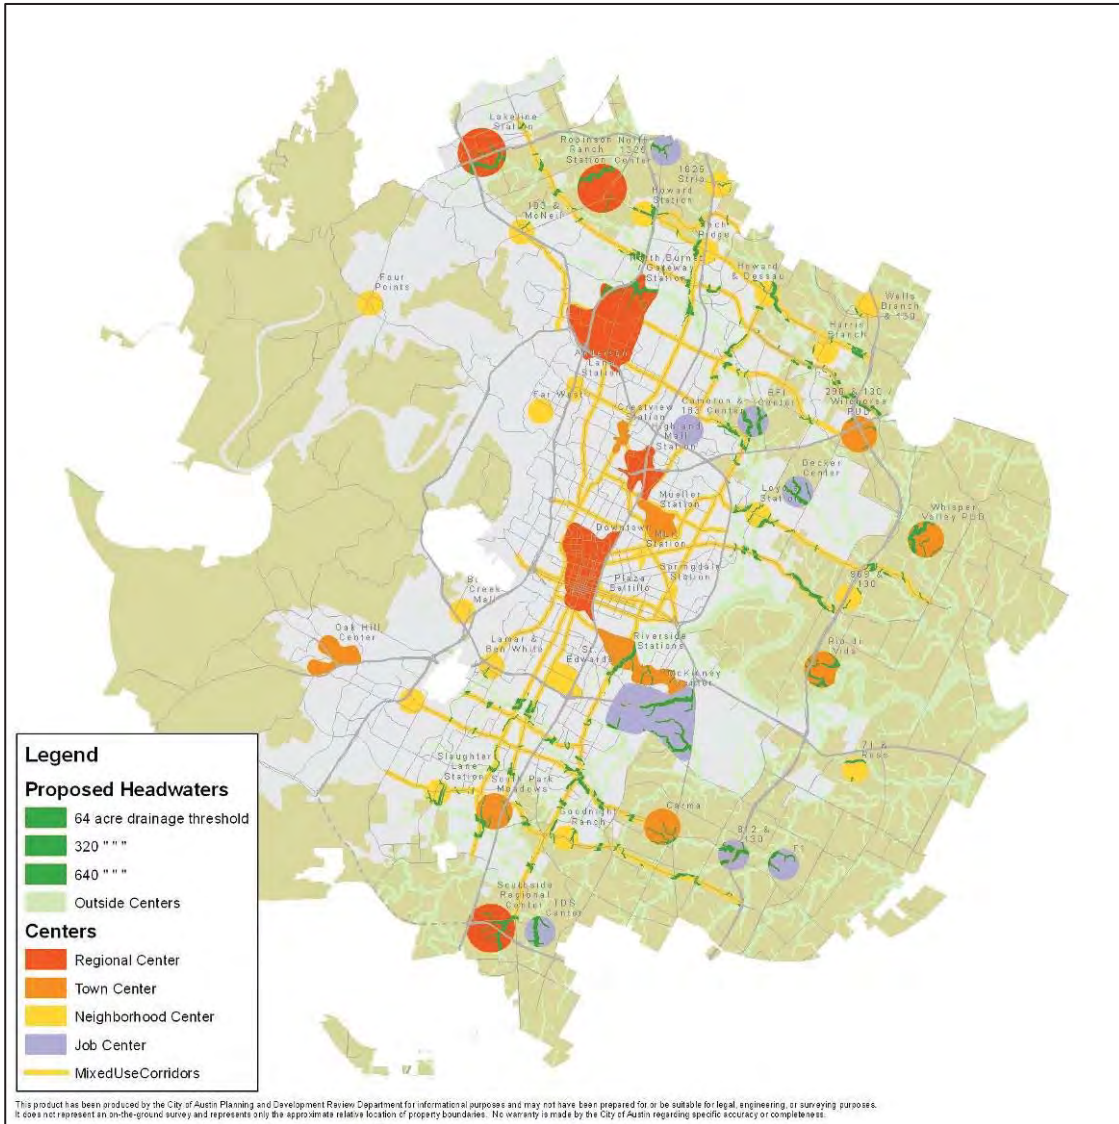 Lakeline
Station
Robinson
Ranch
Station
North
1325
Center
1825
Strip
Howard
Station
183 &
McNeil
Tech
Ridge
North Burnet
Gateway
Station
Howard
& Dessau
Four
Points
Wells
Branch
& 130
Harris
Branch
Anderson
Lane
Station
Far West
Crestview
Station
Cameron &
183 Center
BFI
Center
290 & 130 /
Wildhorse
PUD
Highland
Mall
Station
Decker
Center
Loyola
Station
Mueller
Station
Whisper
Valley PUD
Downtown
MLK
Station
Springdale
Station
Plaza
Saltillo
969 &
130
Creek
Mall
Oak Hill
Center
Lamar &
Ben White
St.
Edwards
Riverside
Stations
Rio de
Vida
McKinney
71 &
Ross
Slaughter
Lane
Station
South Park
Meadows
Goodnight
Ranch
Carma
812 &
130
F1
Southside
Regional
Center
TDS
Center
Legend
Proposed Headwaters
64 acre drainage threshold
320 " " "
640 " " "
Outside Centers
Centers
Regional Center
Town Center
Neighborhood Center
Job Center
MixedUseCorridors
This product has been produced by the City of Austin Planning and Development Review Department for informational purposes and may not have been prepared for or be suitable for legal, engineering, or surveying purposes.
It does not represent an on-the-ground survey and represents only the approximate relative location of property boundaries. No warranty is made by the City of Austin regarding specific accuracy or completeness.